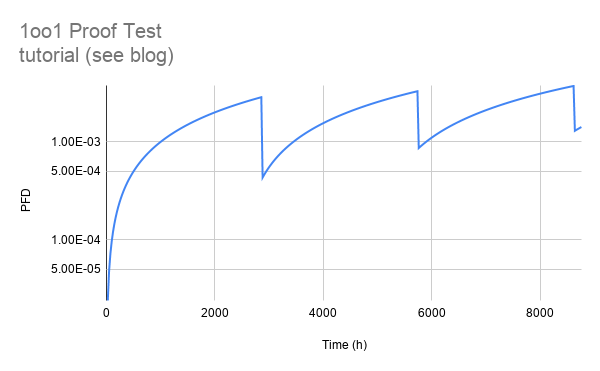 1oo1 Proof Test
tutorial (see blog)
1.00E-03
5.00E-04
1.00E-04
5.00E-05
PFD
0
2000
4000
6000
8000
Time (h)